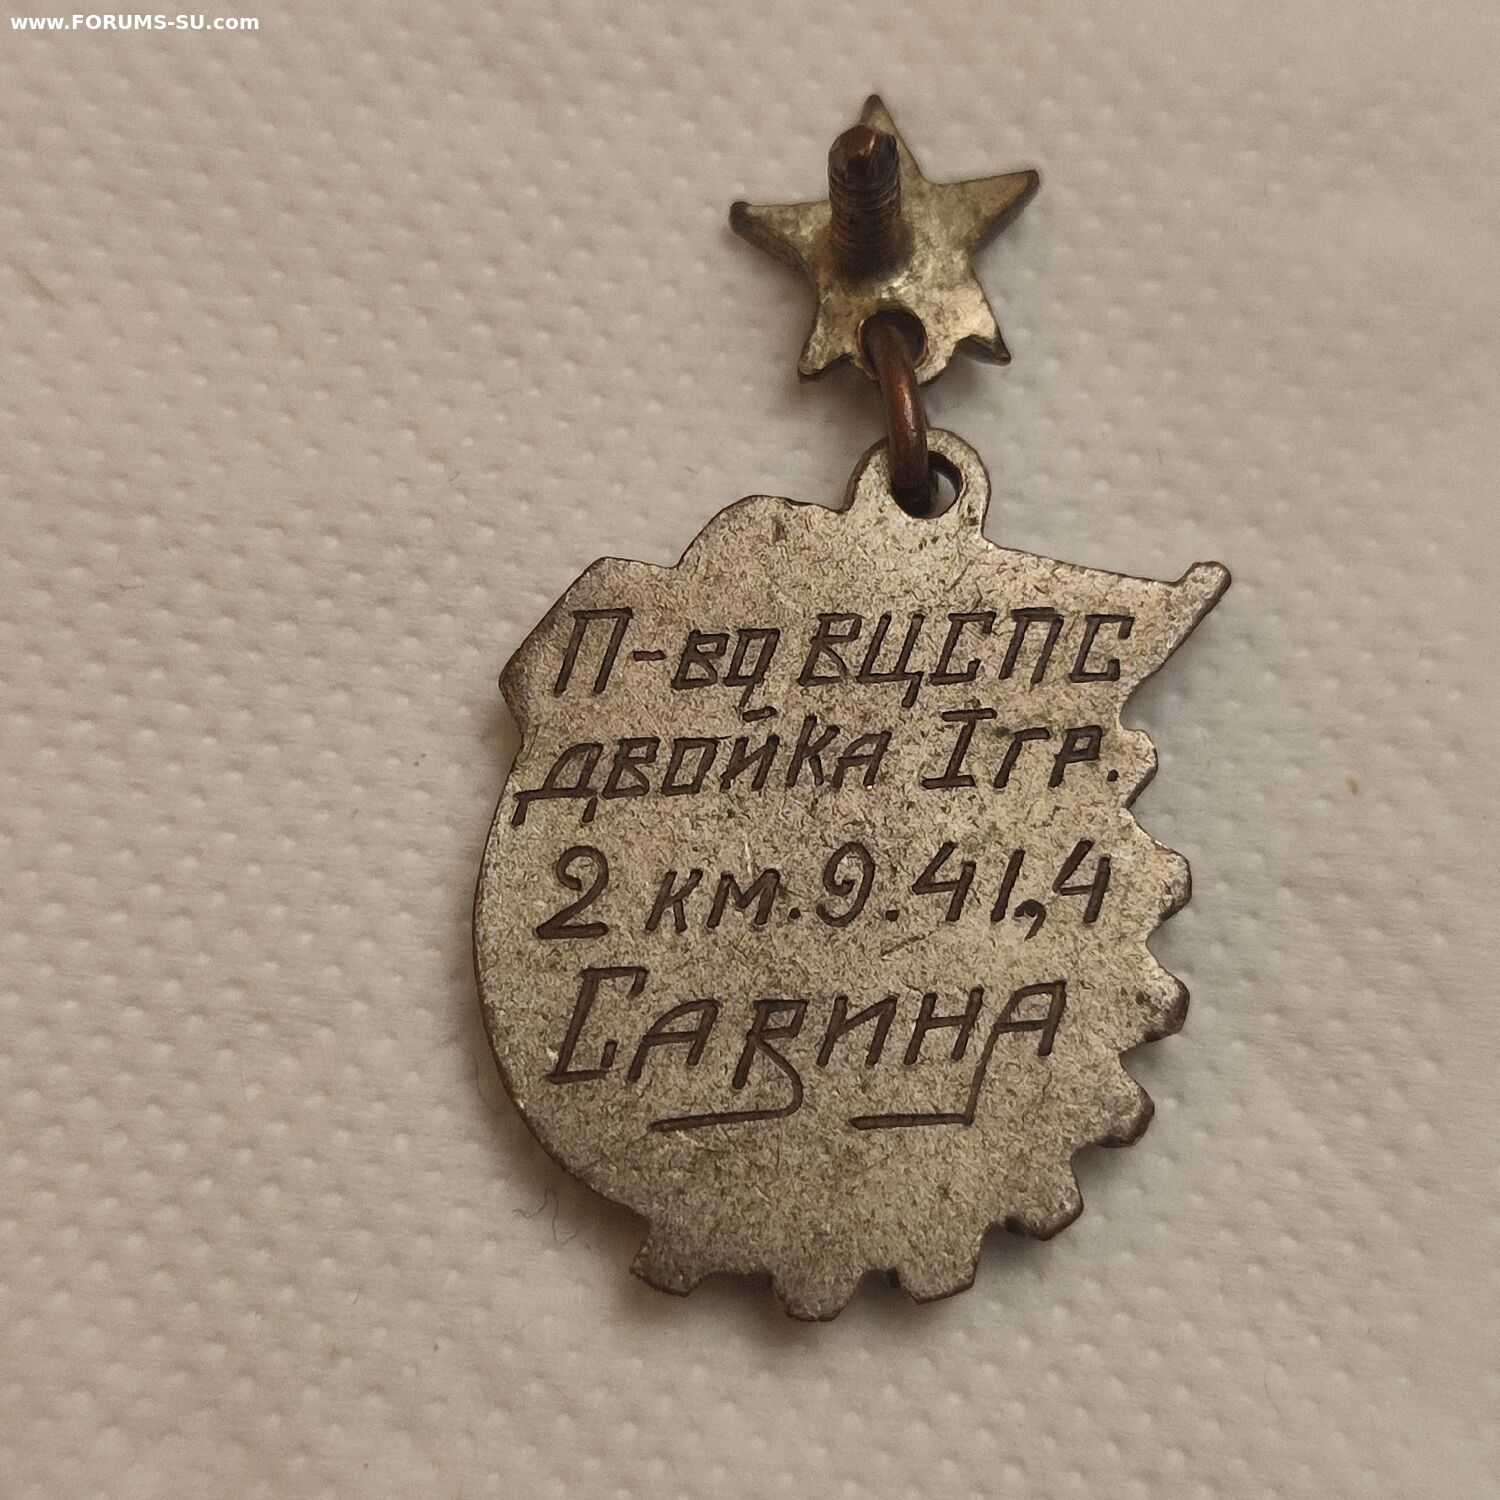 www.FORUMS-SU.com
П-во ВЦСПС
двойка I гр.
2 км. 9.41,4
Савина